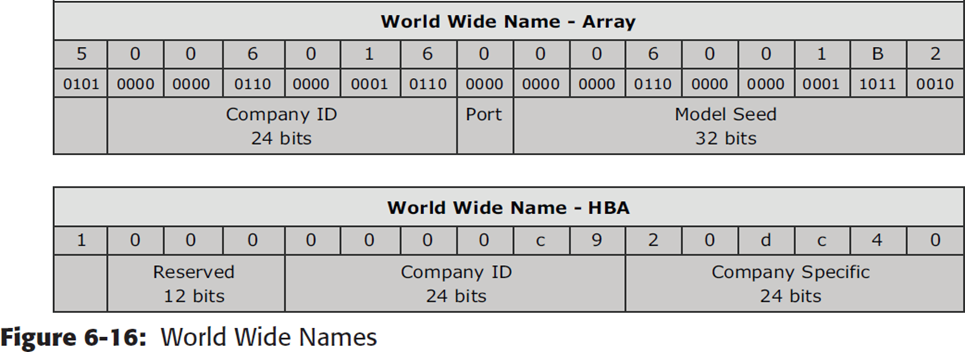 World Wide Name - Array
5 0 0 6 0 1 6 0 0 0 6 0 0 1 B 2
0101 0000 0000 0110 0000 0001 0110 0000 0000 0000 0110 0000 0000 0001 1011 0010
Company ID Port Model Seed
24 bits 32 bits
World Wide Name - HBA
1 0 0 0 0 0 0 0 c 9 2 0 d c 4 0
Reserved Company ID Company Specific
12 bits 24 bits 24 bits
Figure 6-16: World Wide Names